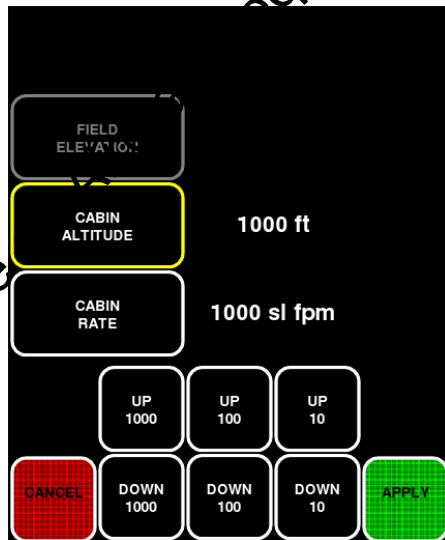 FIELD
ELEVATION
CABIN
ALTITUDE
1000 ft
CABIN
RATE
1000 sl fpm
UP
1000
UP
100
UP
10
CANCEL
DOWN
1000
DOWN
100
DOWN
10
APPLY